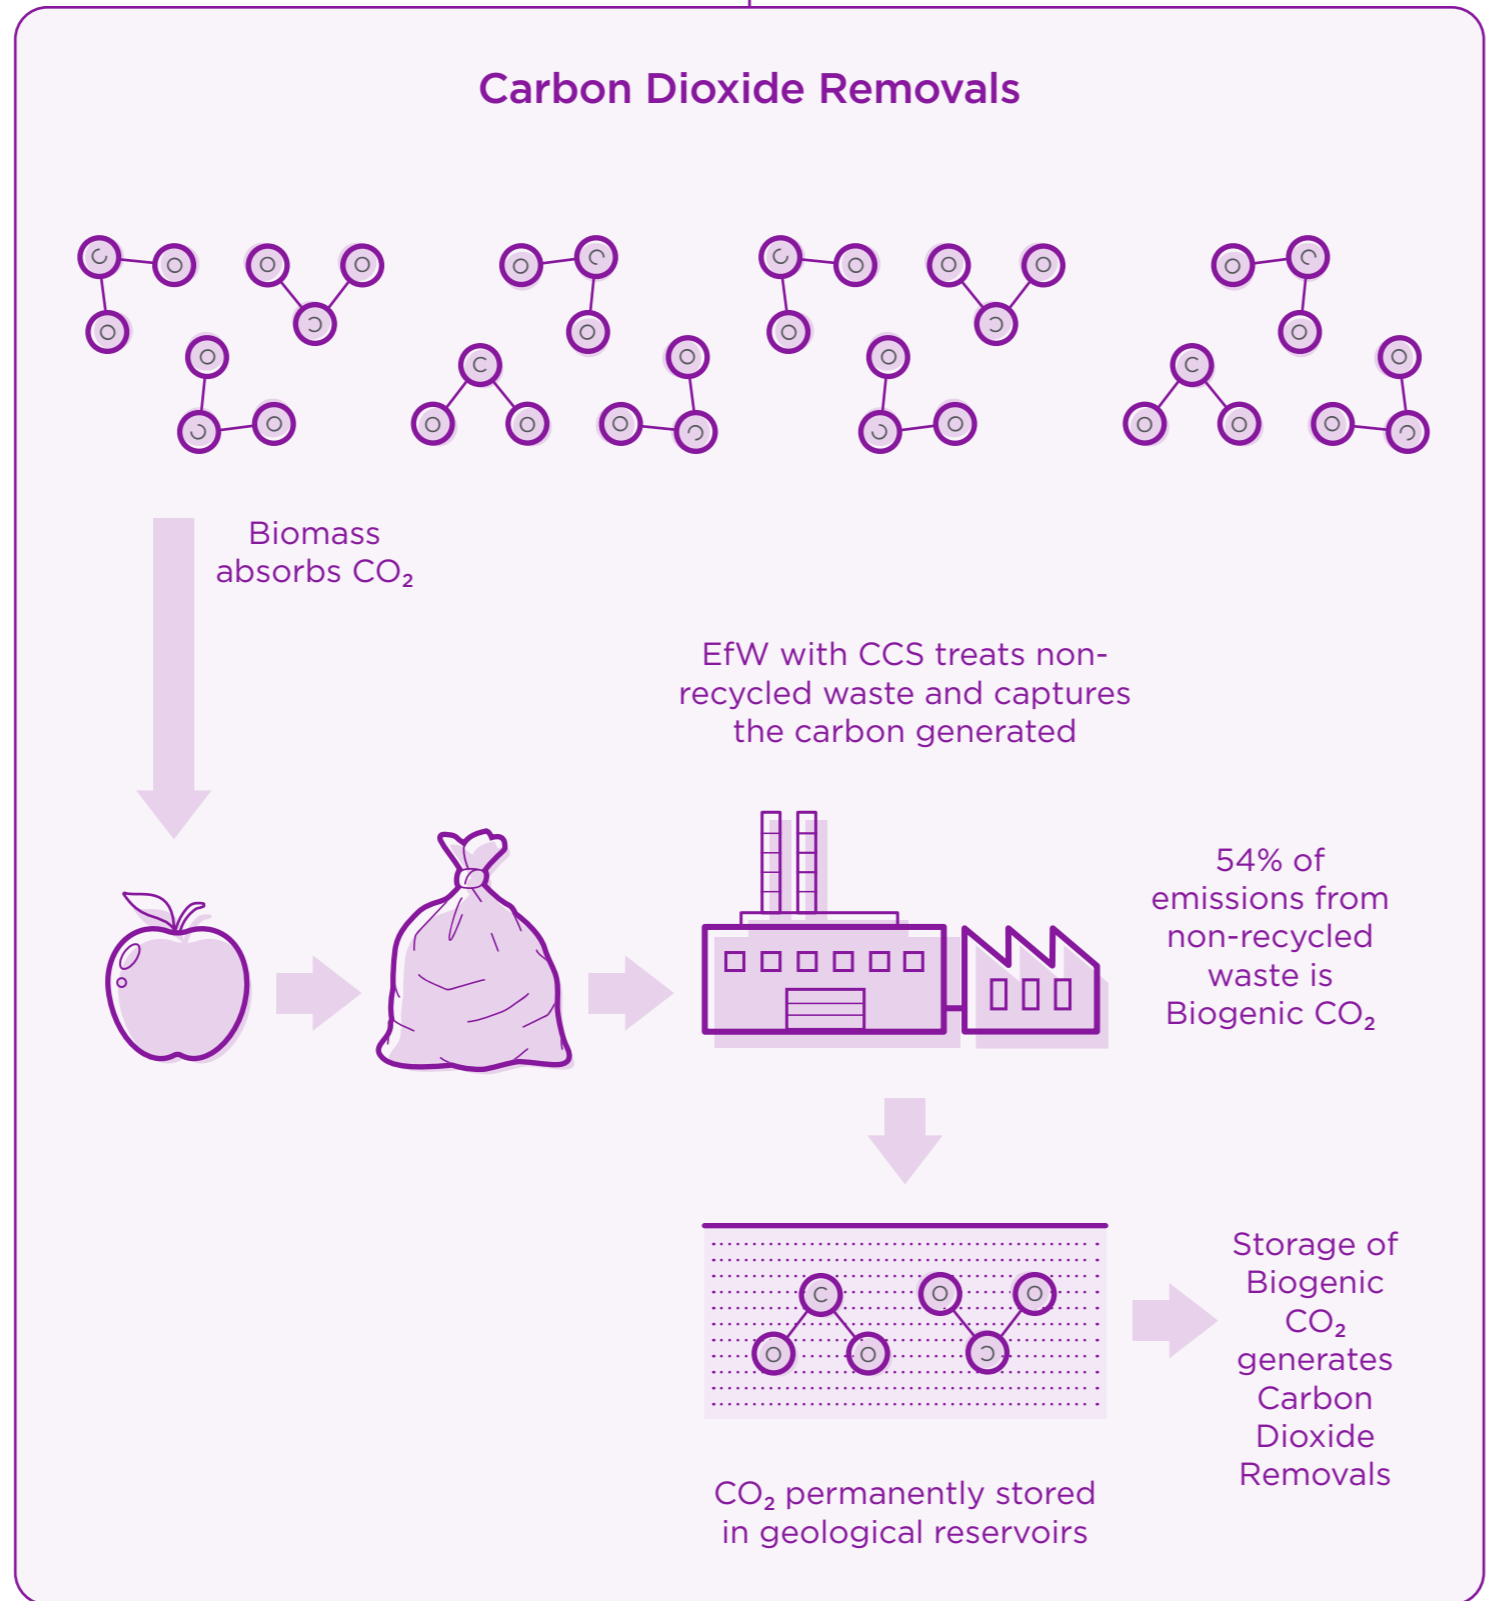 Carbon Dioxide Removals
C
O
O
O
O
C
O
C
O
C
O
O
O
O
C
O
C
O
O
C
O
O
C
O
O
O
O
C
O
C
O
O
O
C
O
C
O
O
O
O
C
Biomass
absorbs CO₂
EfW with CCS treats non-
recycled waste and captures
the carbon generated
54% of
emissions from
non-recycled
waste is
Biogenic CO₂
C
O
O
O
O
C
Storage of
Biogenic
CO₂
generates
Carbon
Dioxide
Removals
CO₂ permanently stored
in geological reservoirs